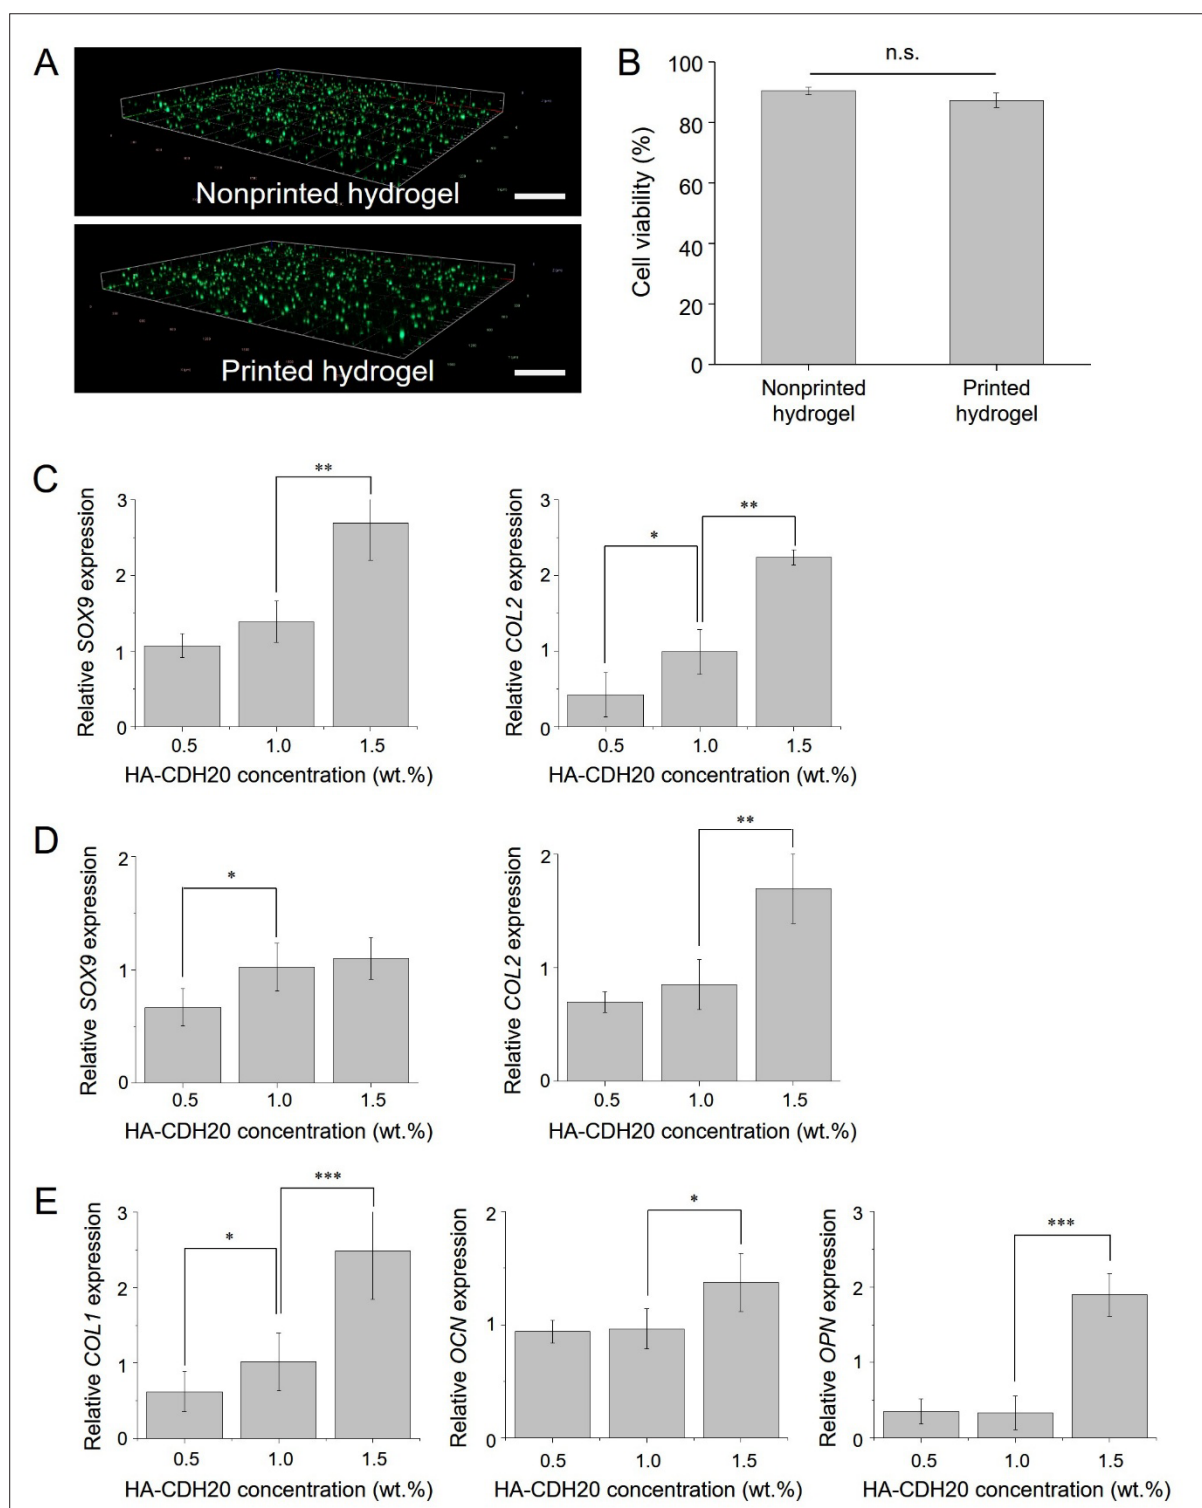 A
Nonprinted hydrogel
Printed hydrogel
B
n.s.
Cell viability (%)
100
80
60
40
20
0
Nonprinted
hydrogel
Printed
hydrogel
C
**
Relative SOX9 expression
3
2
1
0
0.5 1.0 1.5
HA-CDH20 concentration (wt.%)
*
**
Relative COL2 expression
3
2
1
0
0.5 1.0 1.5
HA-CDH20 concentration (wt.%)
D
*
Relative SOX9 expression
2
1
0
0.5 1.0 1.5
HA-CDH20 concentration (wt.%)
**
Relative COL2 expression
2
1
0
0.5 1.0 1.5
HA-CDH20 concentration (wt.%)
E
*
***
Relative COL1 expression
3
2
1
0
0.5 1.0 1.5
HA-CDH20 concentration (wt.%)
*
Relative OCN expression
2
1
0
0.5 1.0 1.5
HA-CDH20 concentration (wt.%)
***
Relative OPN expression
3
2
1
0
0.5 1.0 1.5
HA-CDH20 concentration (wt.%)